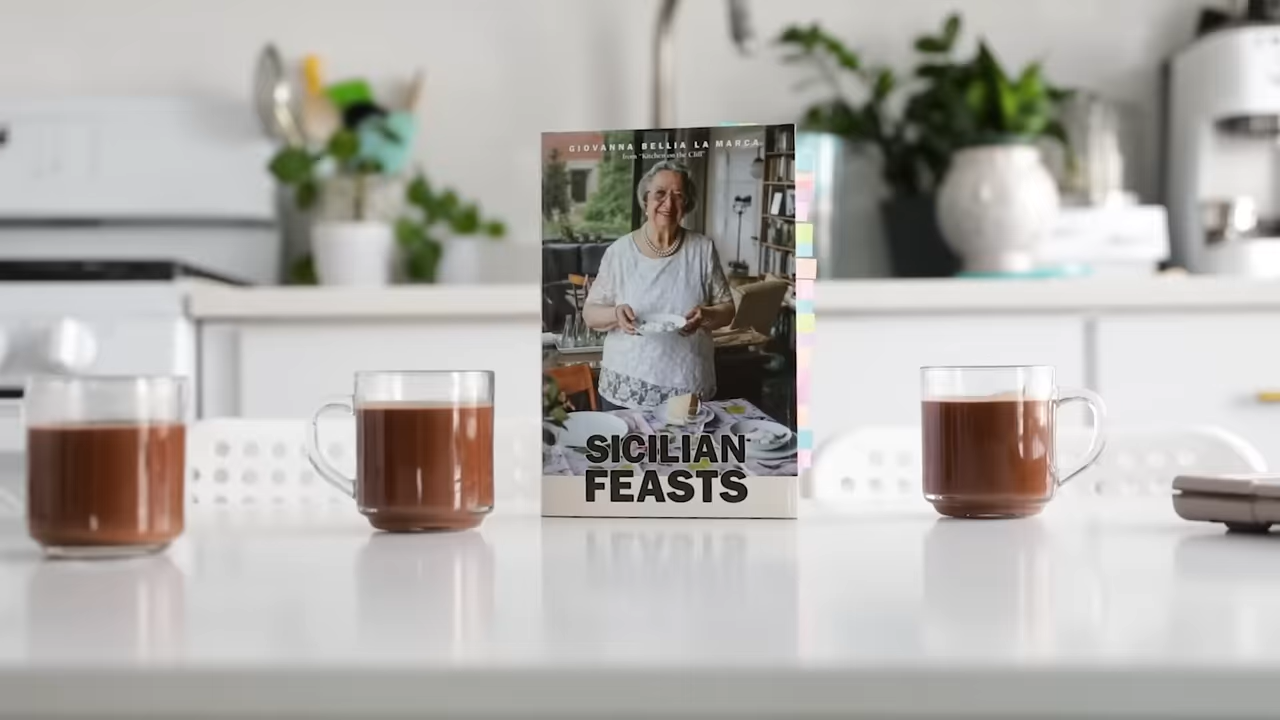 GIOVANNA BELLIA LA MARCA
from "Kitchen on the Cliff"
SICILIAN
FEASTS